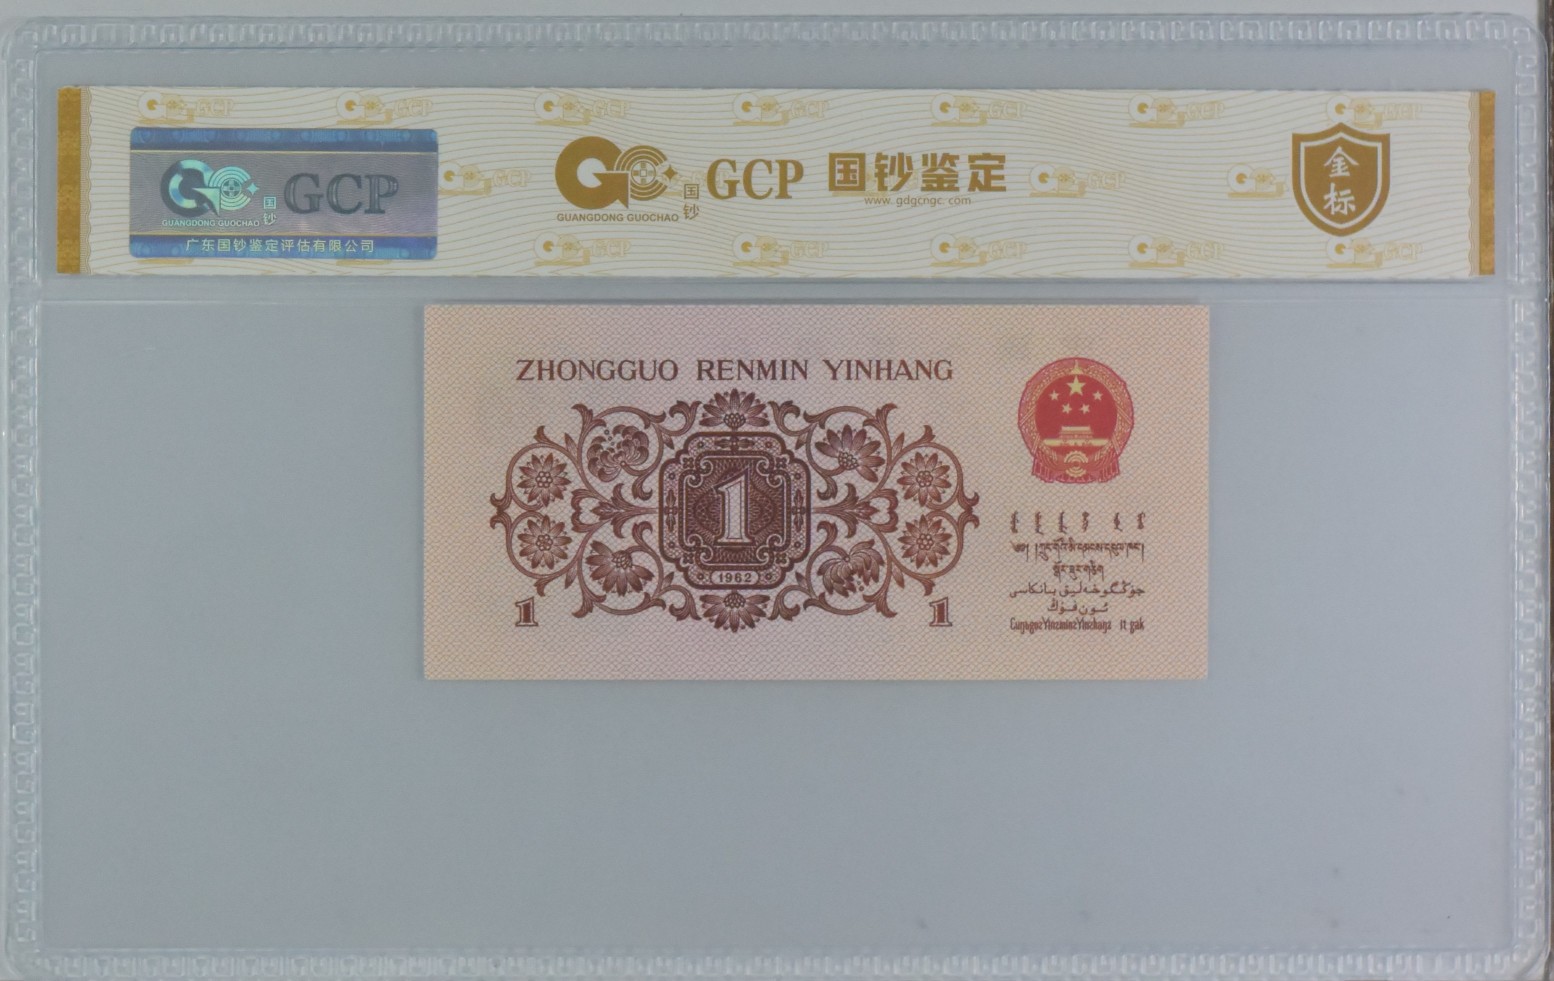 GCP
国钞
GUANGDONG GUOCHAO
广东国钞鉴定评估有限公司
国钞
GUANGDONG GUOCHAO
GCP 国钞鉴定
www.gdgcngc.com
金标
ZHONGGUO RENMIN YINHANG
1
1962
1
1